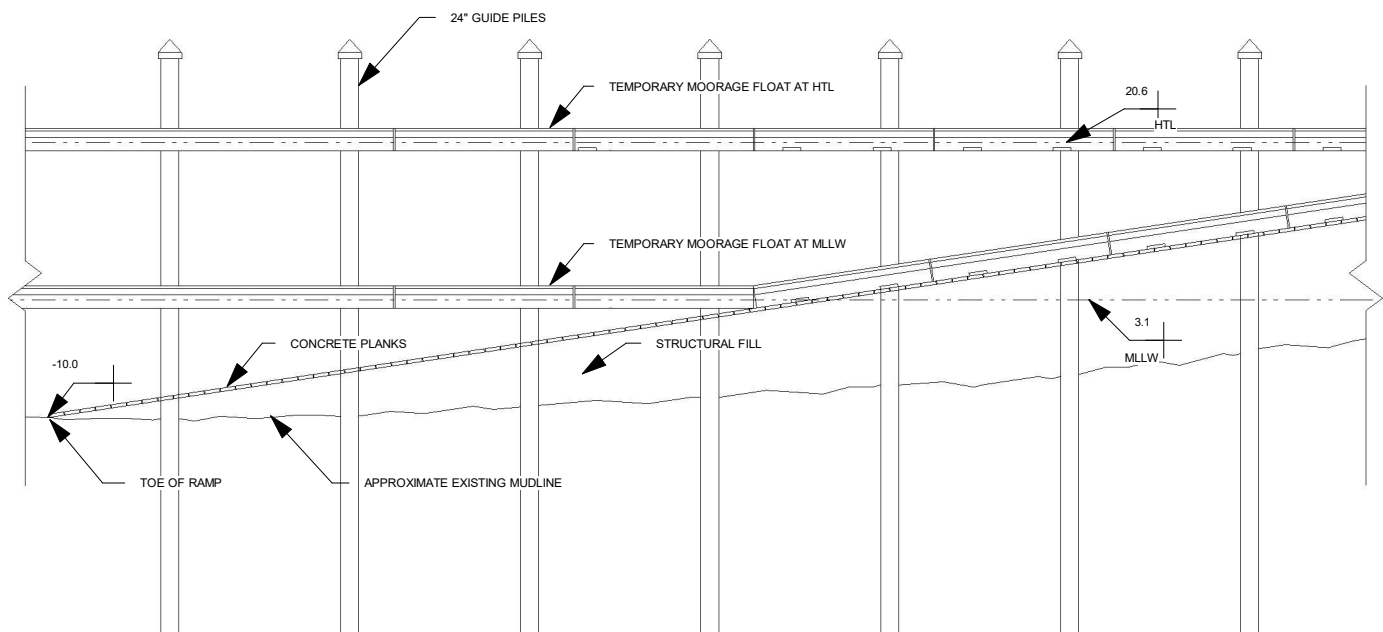 24" GUIDE PILES
TEMPORARY MOORAGE FLOAT AT HTL
20.6
HTL
TEMPORARY MOORAGE FLOAT AT MLLW
3.1
MLLW
CONCRETE PLANKS
STRUCTURAL FILL
-10.0
TOE OF RAMP
APPROXIMATE EXISTING MUDLINE